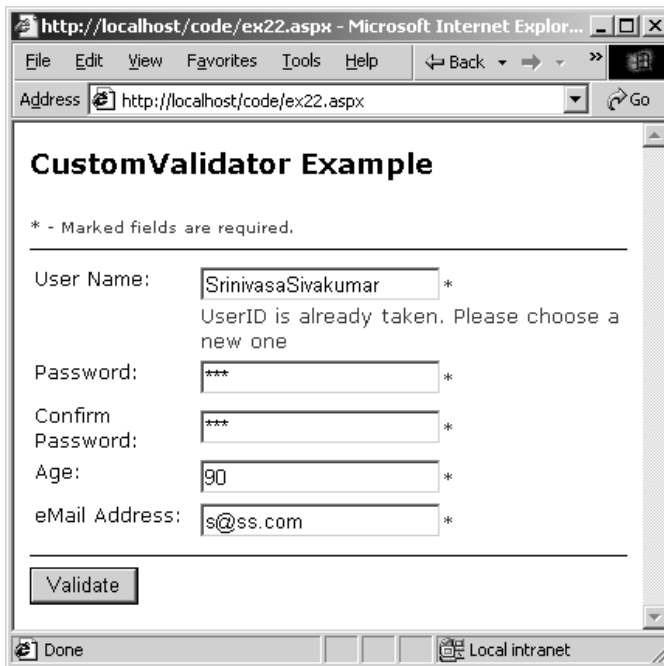 http://localhost/code/ex22.aspx - Microsoft Internet Explor...
File Edit View Favorites Tools Help Back »
Address http://localhost/code/ex22.aspx Go
CustomValidator Example
* - Marked fields are required.
User Name: SrinivasaSivakumar *
UserID is already taken. Please choose a
new one
Password: *** *
Confirm
Password: *** *
Age: 90 *
eMail Address: s@ss.com *
Validate
Done Local intranet